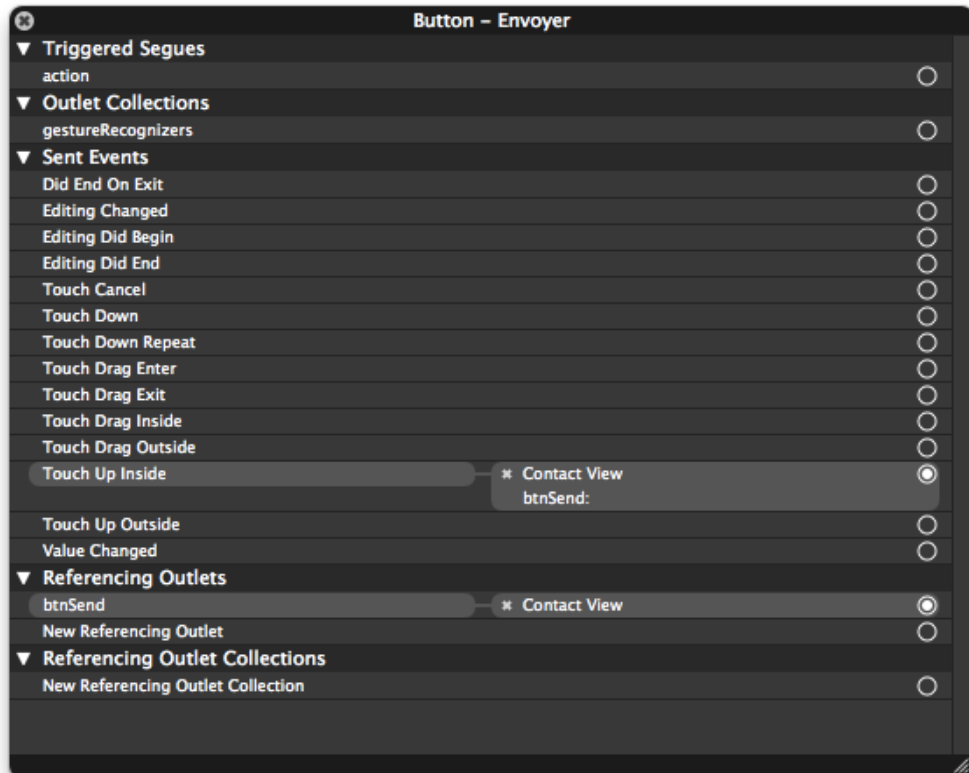 Button – Envoyer
Triggered Segues
action
Outlet Collections
gestureRecognizers
Sent Events
Did End On Exit
Editing Changed
Editing Did Begin
Editing Did End
Touch Cancel
Touch Down
Touch Down Repeat
Touch Drag Enter
Touch Drag Exit
Touch Drag Inside
Touch Drag Outside
Touch Up Inside Contact View
btnSend:
Touch Up Outside
Value Changed
Referencing Outlets
btnSend Contact View
New Referencing Outlet
Referencing Outlet Collections
New Referencing Outlet Collection